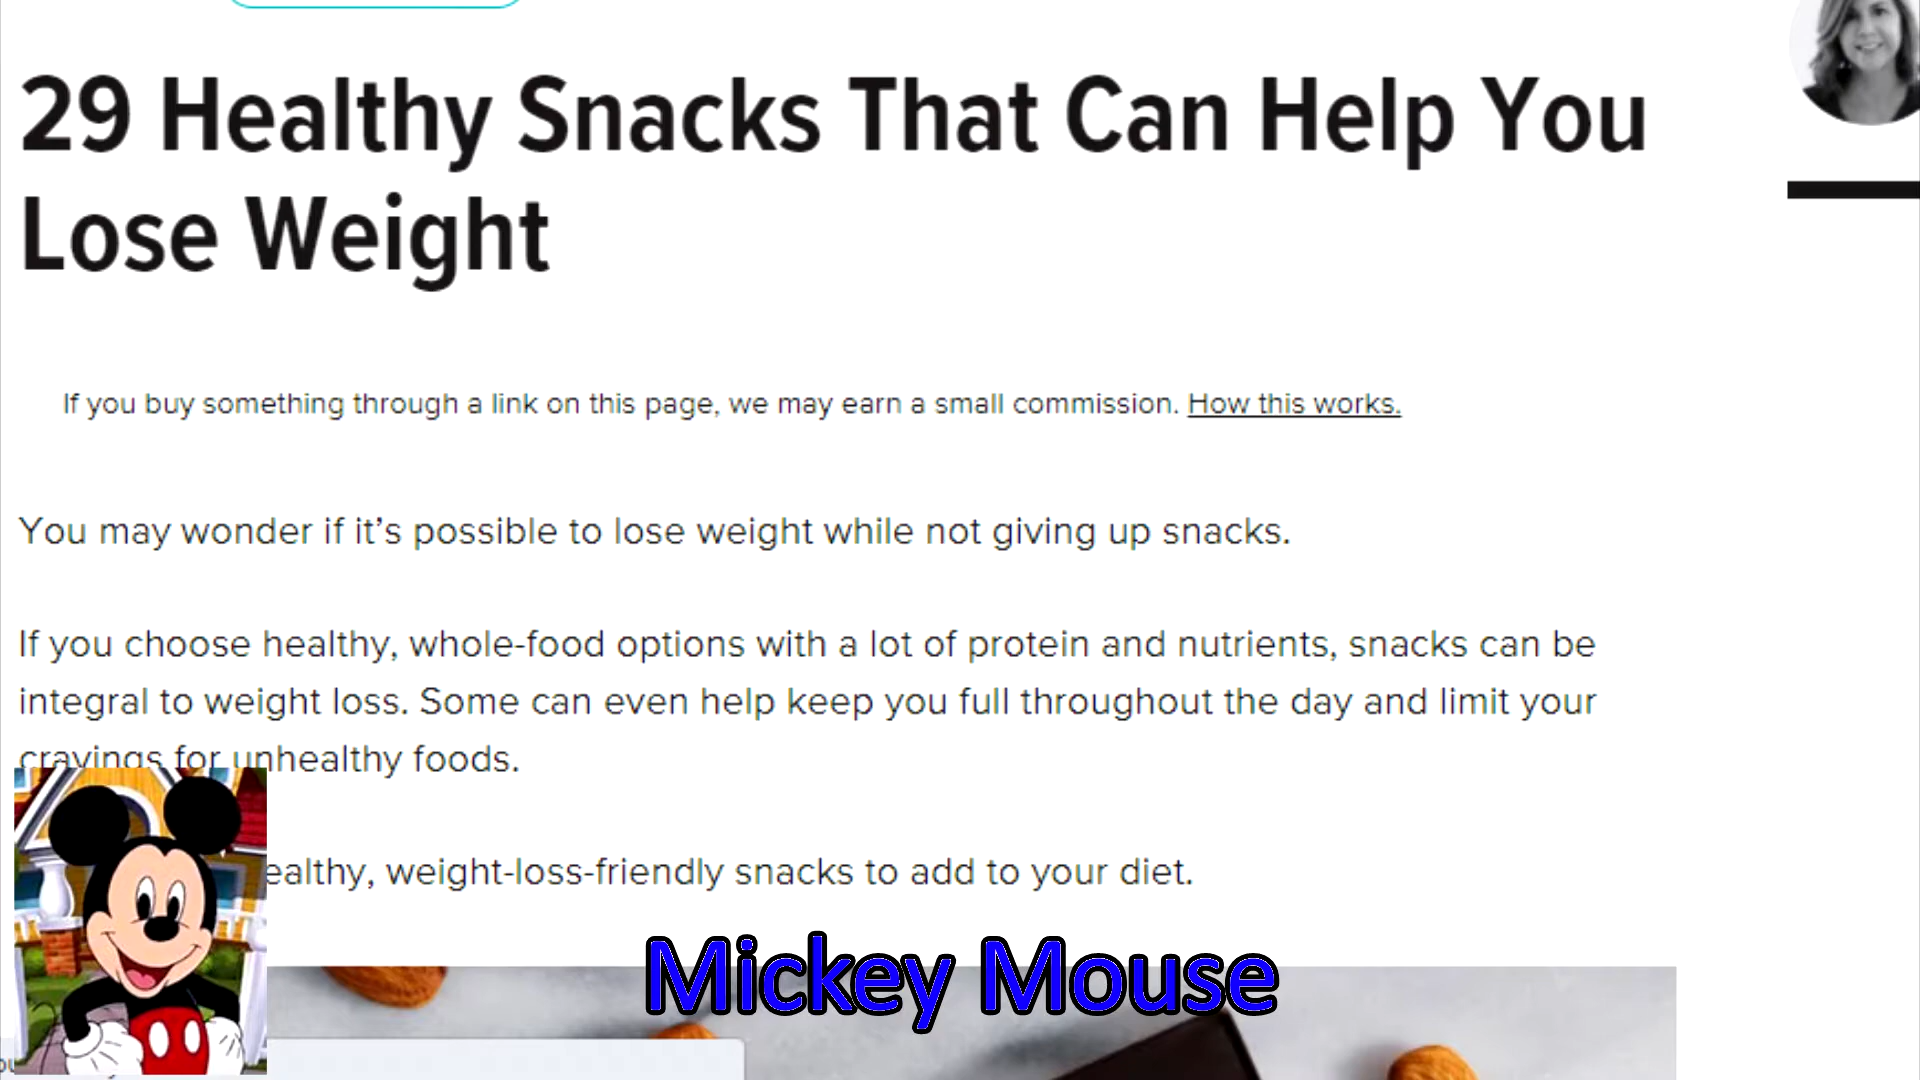 29 Healthy Snacks That Can Help You
Lose Weight
If you buy something through a link on this page, we may earn a small commission. How this works.
You may wonder if it’s possible to lose weight while not giving up snacks.
If you choose healthy, whole-food options with a lot of protein and nutrients, snacks can be
integral to weight loss. Some can even help keep you full throughout the day and limit your
cravings for unhealthy foods.
weight-loss-friendly snacks to add to your diet.
Mickey Mouse